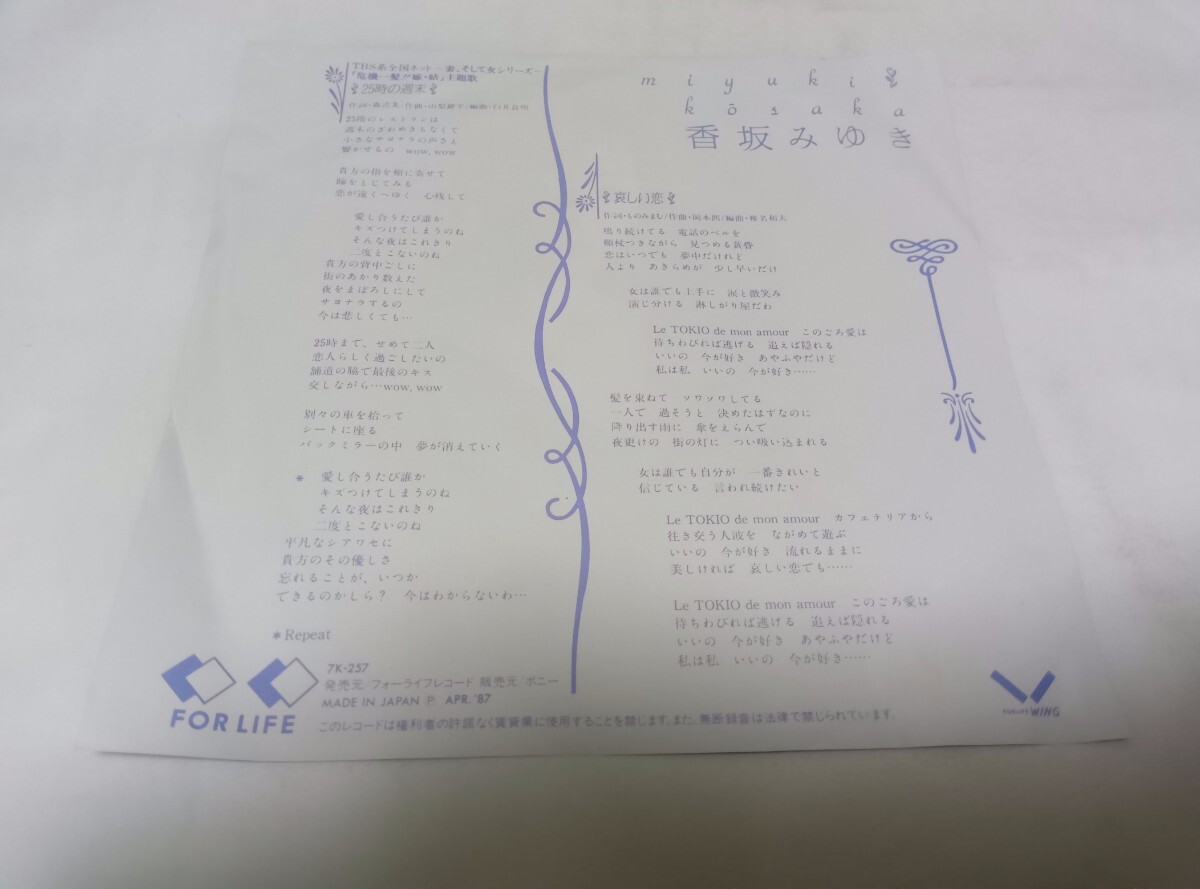 TBS系全国ネット―妻、そして女シリーズ―
「危機一髪!!嫁・姑」主題歌
25時の週末
25階のレストランは
週末のざわめきもなくて
小さなサヨナラの声さえ
響かせるの wow, wow
貴方の指を頬に寄せて
瞳をとじてみる
恋が遠くへゆく 心残して
愛し合うたび誰か
キズつけてしまうのね
そんな夜はこれきり
二度とこないのね
貴方の背中ごしに
街のあかり数えた
夜をまぼろしにして
サヨナラするの
今は悲しくても…
25時まで、せめて二人
恋人らしく過ごしたいの
舗道の脇で最後のキス
交しながら…wow, wow
別々の車を拾って
シートに座る
バックミラーの中 夢が消えていく
* 愛し合うたび誰か
キズつけてしまうのね
そんな夜はこれきり
二度とこないのね
平凡なシアワセに
貴方のその優しさ
忘れることが、いつか
できるのかしら? 今はわからないわ…
* Repeat
miyuki
kōsaka
香坂みゆき
哀しい恋
鳴り続けてる 電話のベルを
頬杖つきながら 見つめる黄昏
恋はいつでも 夢中だけれど
人より あきらめが 少し早いだけ
女は誰でも上手に 涙と微笑み
演じ分ける 淋しがり屋だわ
Le TOKIO de mon amour このごろ愛は
待ちわびれば逃げる 追えば隠れる
いいの 今が好き あやふやだけど
私は私 いいの 今が好き……
髪を束ねて ソワソワしてる
一人で 過そうと 決めたはずなのに
降り出す雨に 傘をえらんで
夜更けの 街の灯に つい吸い込まれる
女は誰でも自分が 一番きれいと
信じている 言われ続けたい
Le TOKIO de mon amour カフェテリアから
往き交う人波を ながめて遊ぶ
いいの 今が好き 流れるままに
美しければ 哀しい恋でも……
Le TOKIO de mon amour このごろ愛は
待ちわびれば逃げる 追えば隠れる
いいの 今が好き あやふやだけど
私は私 いいの 今が好き……
FOR LIFE
7K-257
発売元/フォーライフレコード 販売元/ポニー
MADE IN JAPAN Ⓟ APR. '87
このレコードは権利者の許諾なく賃貸業に使用することを禁じます。また、無断録音は法律で禁じられています。
FOR LIFE WING